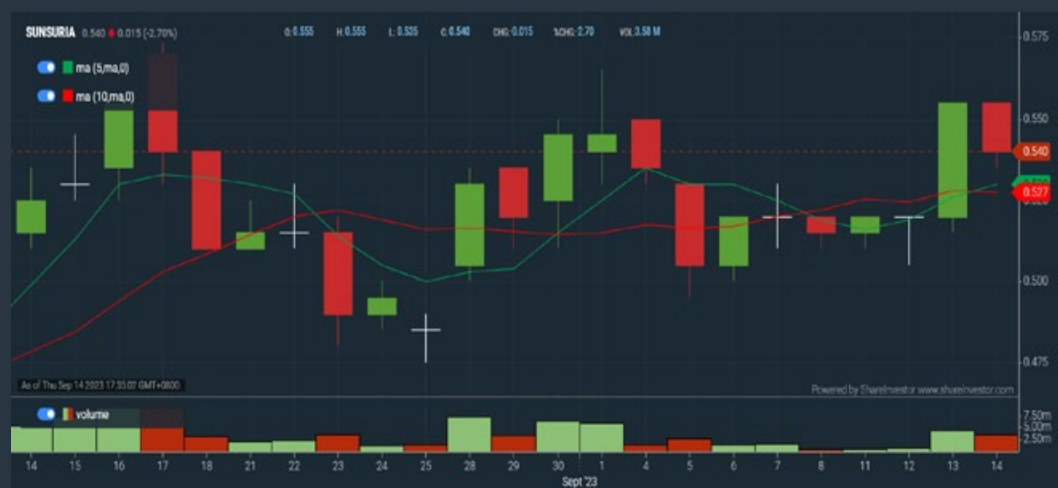 SUNSURIA 0.540 0.015 (-2.70%) O: 0.555 H: 0.555 L: 0.535 C: 0.540 CHG:-0.015 %CHG:-2.70 VOL:3.58 M
0.575
ma (5,ma,0)
ma (10,ma,0)
0.550
0.540
0.527
0.500
0.475
As of Thu Sep 14 2023 17:35:02 GMT+0800
Powered by ShareInvestor www.shareinvestor.com
volume
7.50m
5.00m
2.50m
14 15 16 17 18 21 22 23 24 25 28 29 30 1 4 5 6 7 8 11 12 13 14
Sept '23